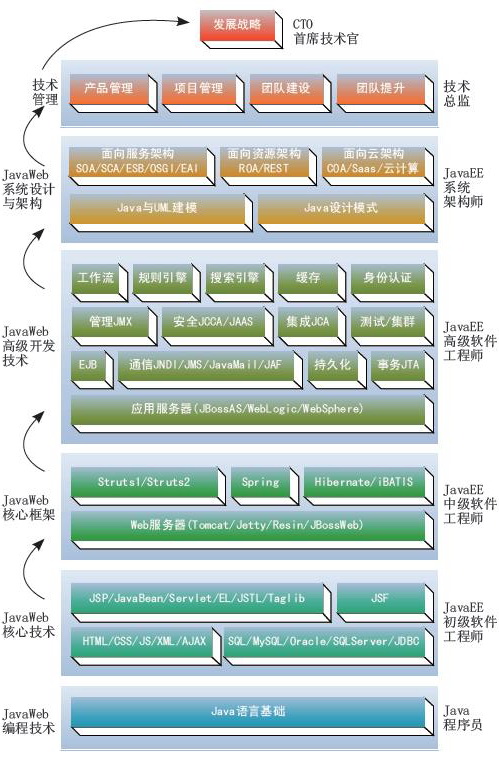 发展战略
CTO
首席技术官
技术
管理
产品管理
项目管理
团队建设
团队提升
技术
总监
JavaWeb
系统设计
与架构
面向服务架构
SOA/SCA/ESB/OSGI/EAI
面向资源架构
ROA/REST
面向云架构
COA/Saas/云计算
Java与UML建模
Java设计模式
JavaEE
系统
架构师
JavaWeb
高级开发
技术
工作流
规则引擎
搜索引擎
缓存
身份认证
管理JMX
安全JCCA/JAAS
集成JCA
测试/集群
EJB
通信JNDI/JMS/JavaMail/JAF
持久化
事务JTA
应用服务器(JBossAS/WebLogic/WebSphere)
JavaEE
高级软件
工程师
JavaWeb
核心框架
Struts1/Struts2
Spring
Hibernate/iBATIS
Web服务器(Tomcat/Jetty/Resin/JBossWeb)
JavaEE
中级软件
工程师
JavaWeb
核心技术
JSP/JavaBean/Servlet/EL/JSTL/Taglib
JSF
HTML/CSS/JS/XML/AJAX
SQL/MySQL/Oracle/SQLServer/JDBC
JavaEE
初级软件
工程师
JavaWeb
编程技术
Java语言基础
Java
程序员